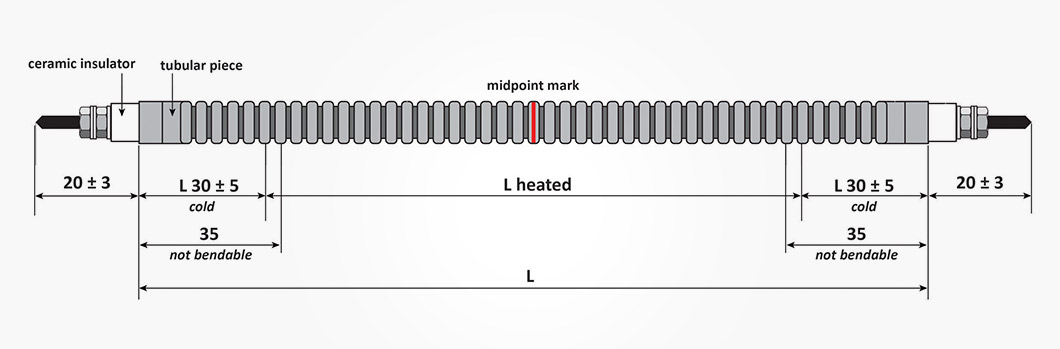 ceramic insulator
tubular piece
midpoint mark
20 ± 3
L 30 ± 5
cold
L heated
L 30 ± 5
cold
20 ± 3
35
not bendable
35
not bendable
L